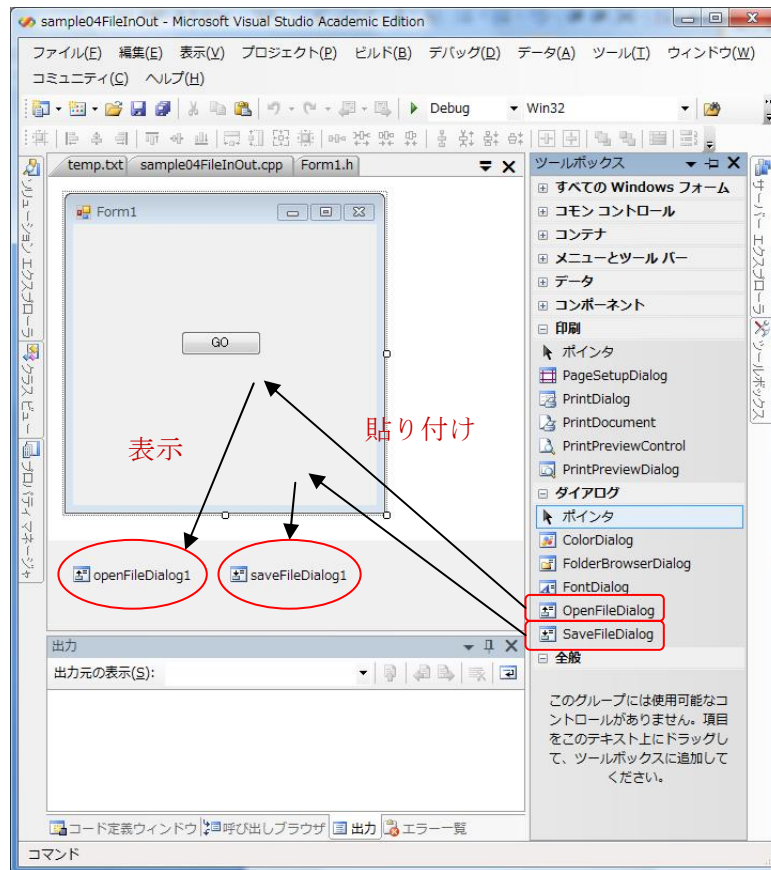 sample04FileInOut - Microsoft Visual Studio Academic Edition
ファイル(F) 編集(E) 表示(V) プロジェクト(P) ビルド(B) デバッグ(D) データ(A) ツール(T) ウィンドウ(W)
コミュニティ(C) ヘルプ(H)
Debug Win32
temp.txt sample04FileInOut.cpp Form1.h
ソリューション エクスプローラ
クラス ビュー
プロパティ マネージャ
Form1
GO
表示
貼り付け
openFileDialog1 saveFileDialog1
出力
出力元の表示(S):
コード定義ウィンドウ 呼び出しブラウザ 出力 エラー一覧
コマンド
ツールボックス
すべての Windows フォーム
コモン コントロール
コンテナ
メニューとツール バー
データ
コンポーネント
印刷
ポインタ
PageSetupDialog
PrintDialog
PrintDocument
PrintPreviewControl
PrintPreviewDialog
ダイアログ
ポインタ
ColorDialog
FolderBrowserDialog
FontDialog
OpenFileDialog
SaveFileDialog
全般
このグループには使用可能なコ
ントロールがありません。項目
をこのテキスト上にドラッグし
て、ツールボックスに追加して
ください。
サーバー エクスプローラ
ツールボックス